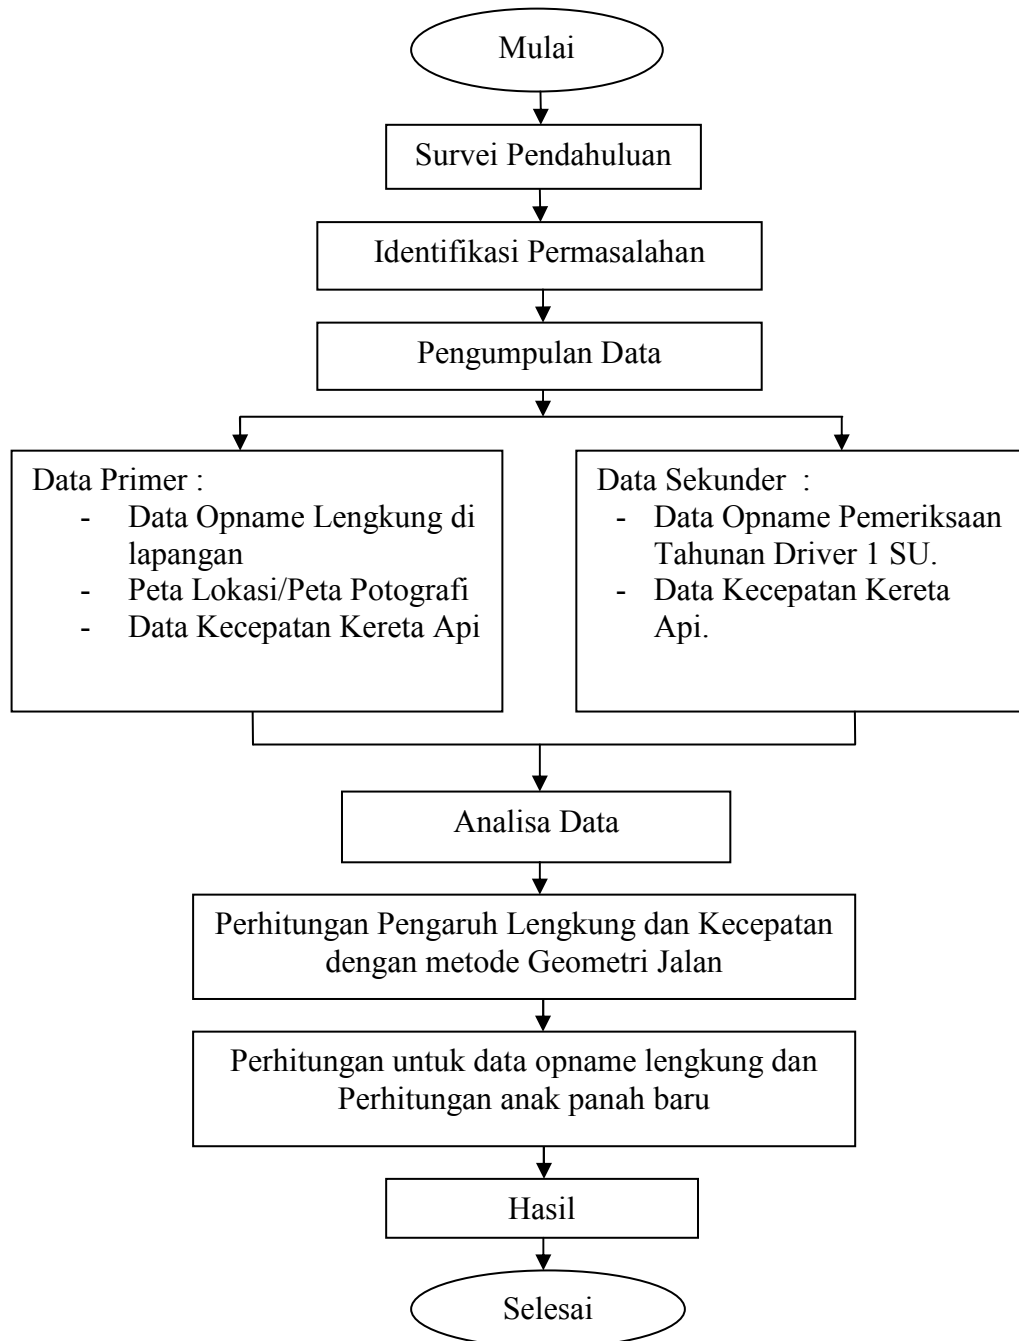 Mulai
Survei Pendahuluan
Identifikasi Permasalahan
Pengumpulan Data
Data Primer :
- Data Opname Lengkung di
lapangan
- Peta Lokasi/Peta Potografi
- Data Kecepatan Kereta Api
Data Sekunder :
- Data Opname Pemeriksaan
Tahunan Driver 1 SU.
- Data Kecepatan Kereta
Api.
Analisa Data
Perhitungan Pengaruh Lengkung dan Kecepatan
dengan metode Geometri Jalan
Perhitungan untuk data opname lengkung dan
Perhitungan anak panah baru
Hasil
Selesai